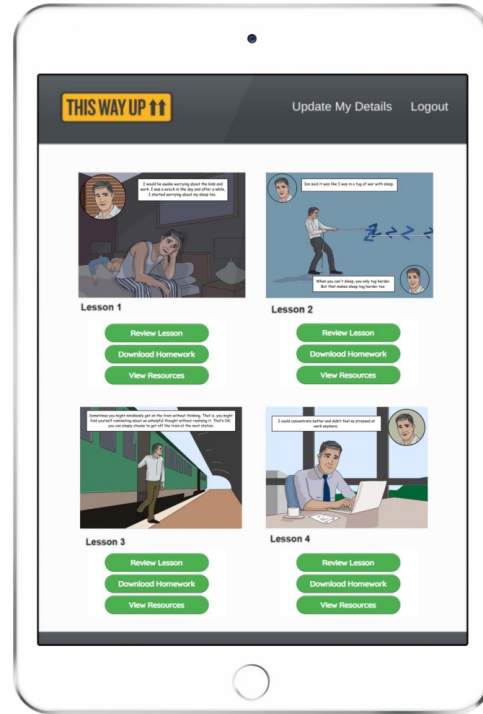 THIS WAY UP
Update My Details
Logout
I would lie awake worrying about the kids and
work. I was a wreck in the day and after a while,
I started worrying about my sleep too.
Lesson 1
Review Lesson
Download Homework
View Resources
Ian said it was like I was in a tug of war with sleep.
Z Z Z Z
When you can't sleep, you only tug harder.
But that makes sleep tug harder too.
Lesson 2
Review Lesson
Download Homework
View Resources
Sometimes you might mindlessly get on the train without thinking. That is, you might
find yourself ruminating about an unhelpful thought without realising it. That's OK,
you can simply choose to get off the train at the next station.
Lesson 3
Review Lesson
Download Homework
View Resources
I could concentrate better and didn't feel so stressed at
work anymore.
Lesson 4
Review Lesson
Download Homework
View Resources